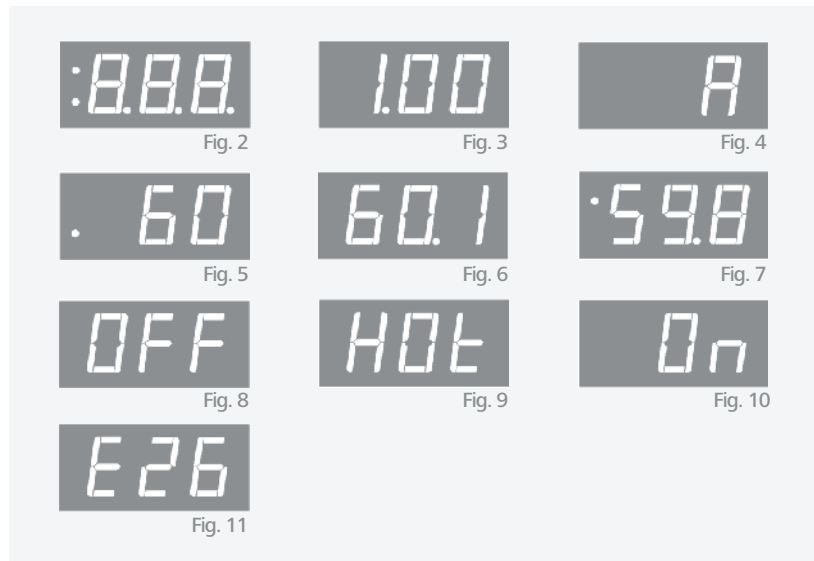 :8.8.8.
1.00
A
Fig. 2
Fig. 3
Fig. 4
. 60
60.1
·59.8
Fig. 5
Fig. 6
Fig. 7
OFF
HOt
On
Fig. 8
Fig. 9
Fig. 10
E26
Fig. 11